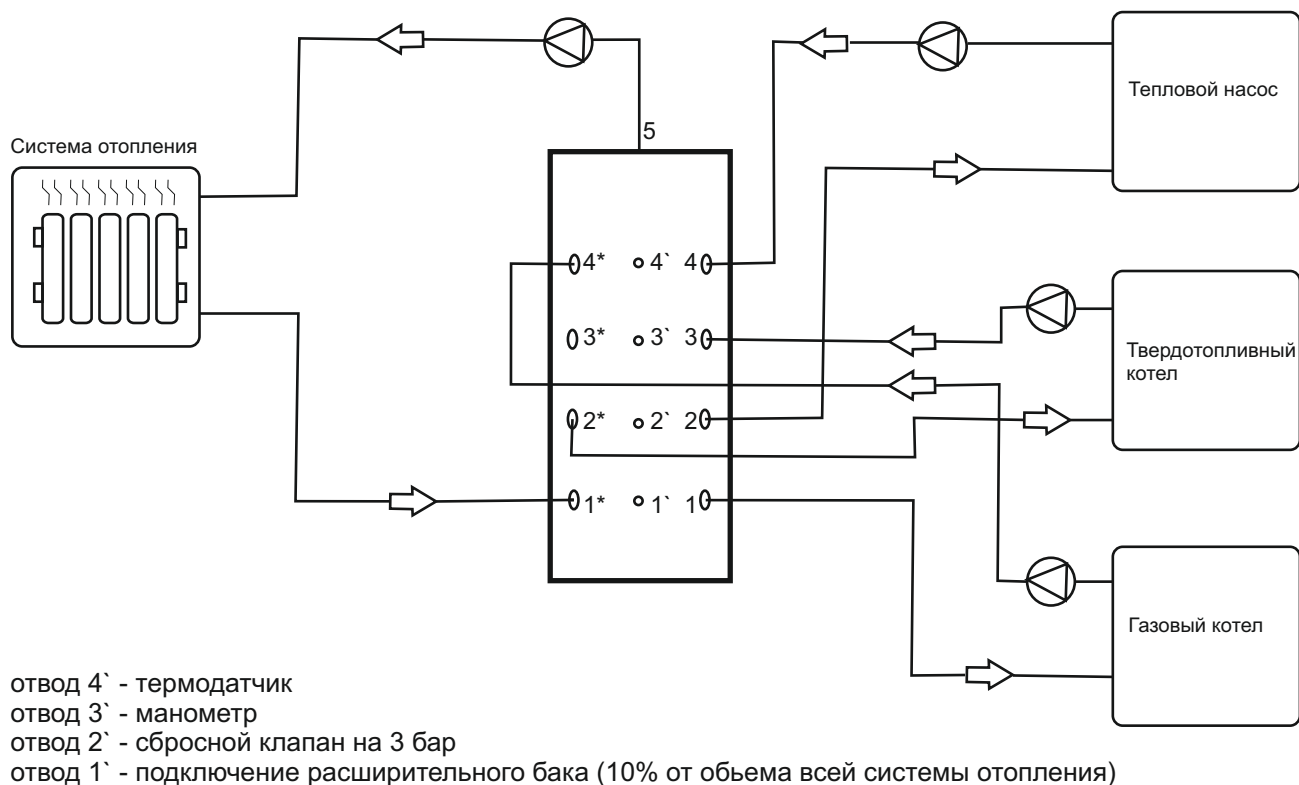 Тепловой насос
5
Система отопления
4* 4` 4
3* 3` 3
Твердотопливный
котел
2* 2` 2
1* 1` 1
Газовый котел
отвод 4` - термодатчик
отвод 3` - манометр
отвод 2` - сбросной клапан на 3 бар
отвод 1` - подключение расширительного бака (10% от обьема всей системы отопления)